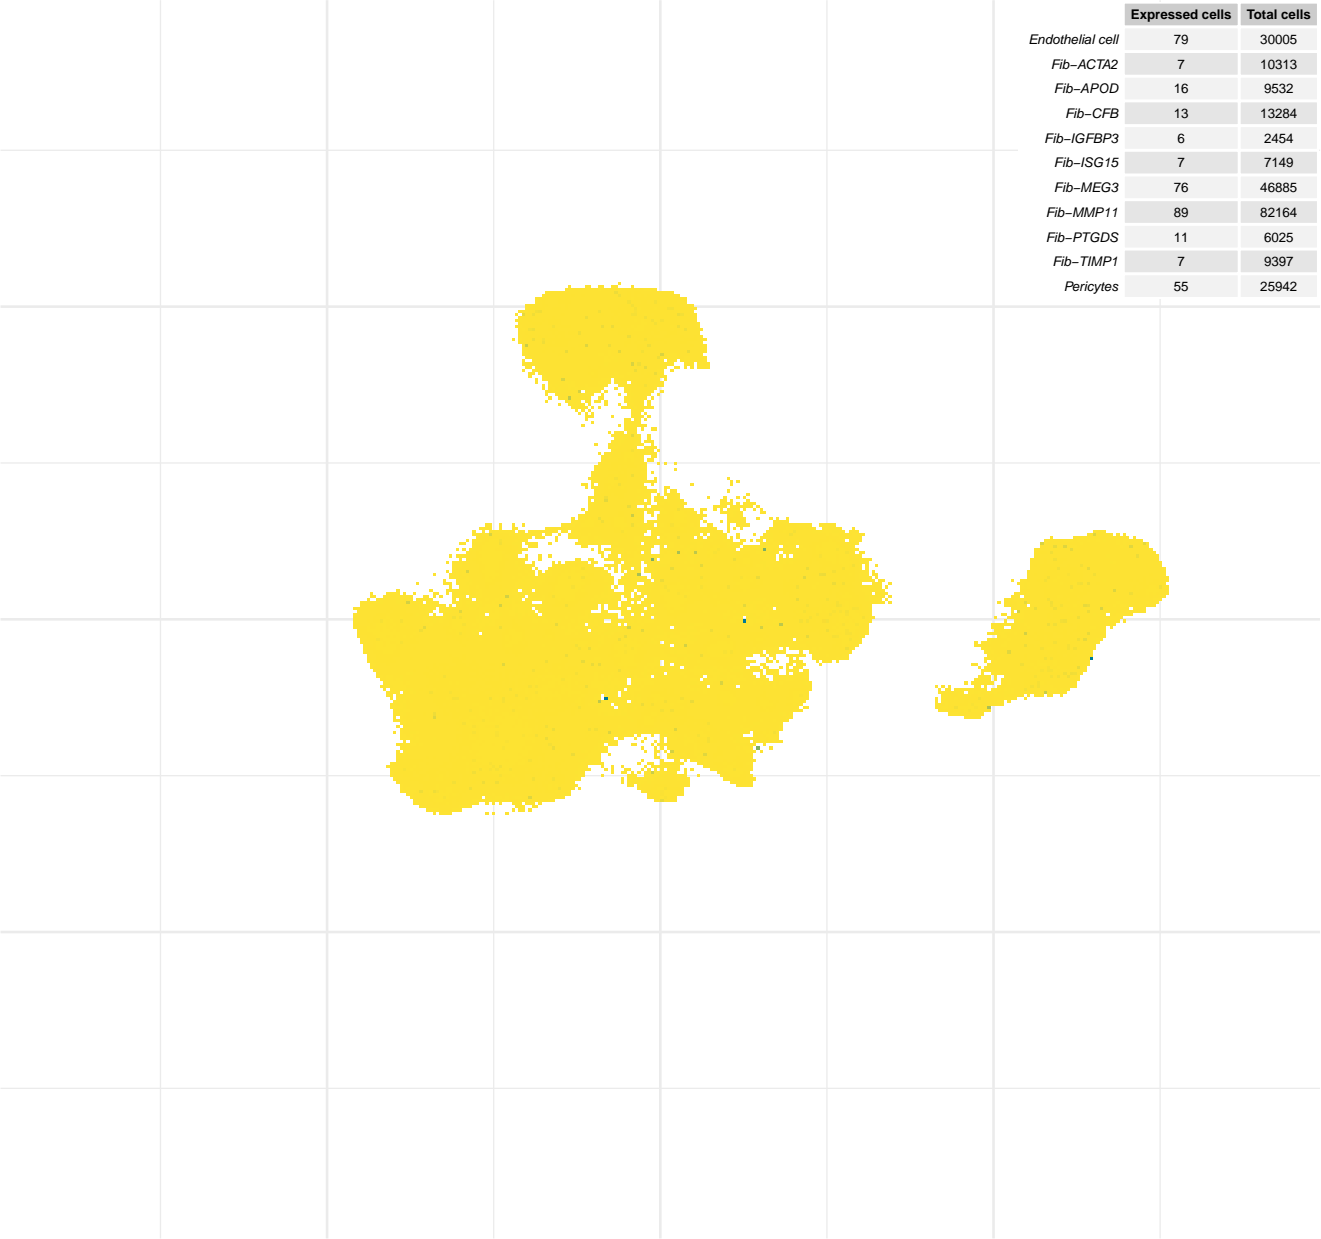 Expressed cells Total cells
Endothelial cell 79 30005
Fib−ACTA2 7 10313
Fib−APOD 16 9532
Fib−CFB 13 13284
Fib−IGFBP3 6 2454
Fib−ISG15 7 7149
Fib−MEG3 76 46885
Fib−MMP11 89 82164
Fib−PTGDS 11 6025
Fib−TIMP1 7 9397
Pericytes 55 25942